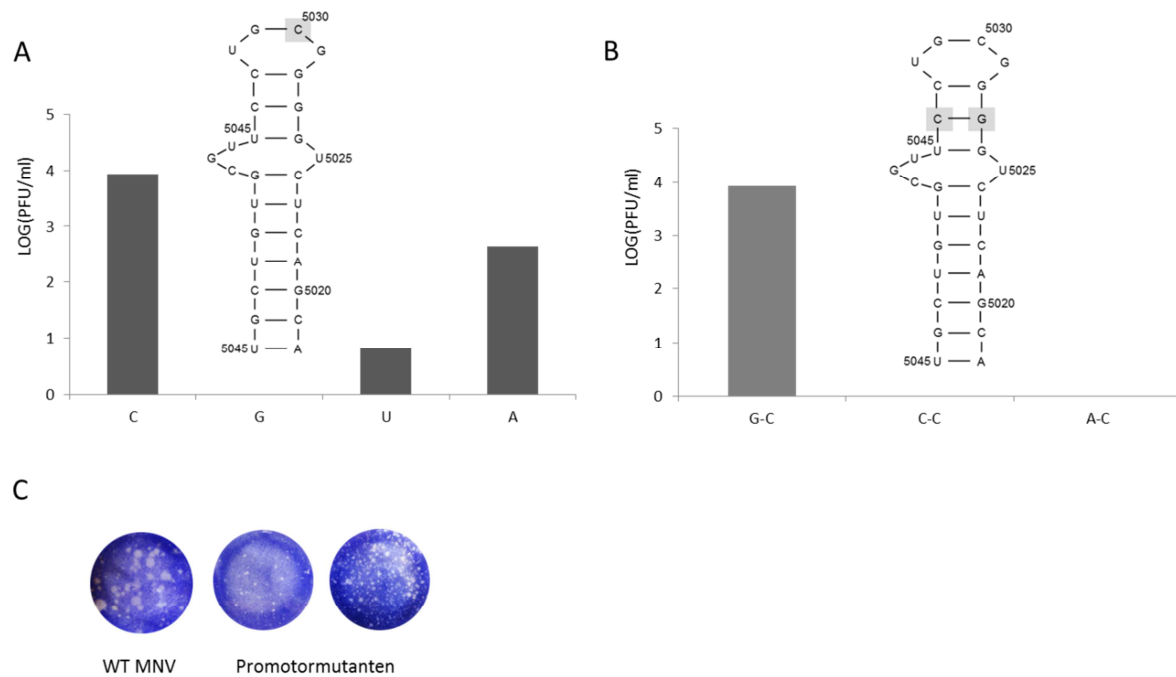 A
5030
G C
U G
C G
C G
5045 U G
U
G U 5025
C G C
U U
G C
U A
C G 5020
G C
5045 U A
LOG(PFU/ml)
5
4
3
2
1
0
C G U A
B
5030
G C
U G
C G
C G
5045 U G
U
G U 5025
C G C
U U
G C
U A
C G 5020
G C
5045 U A
LOG(PFU/ml)
5
4
3
2
1
0
G-C C-C A-C
C
WT MNV Promotormutanten